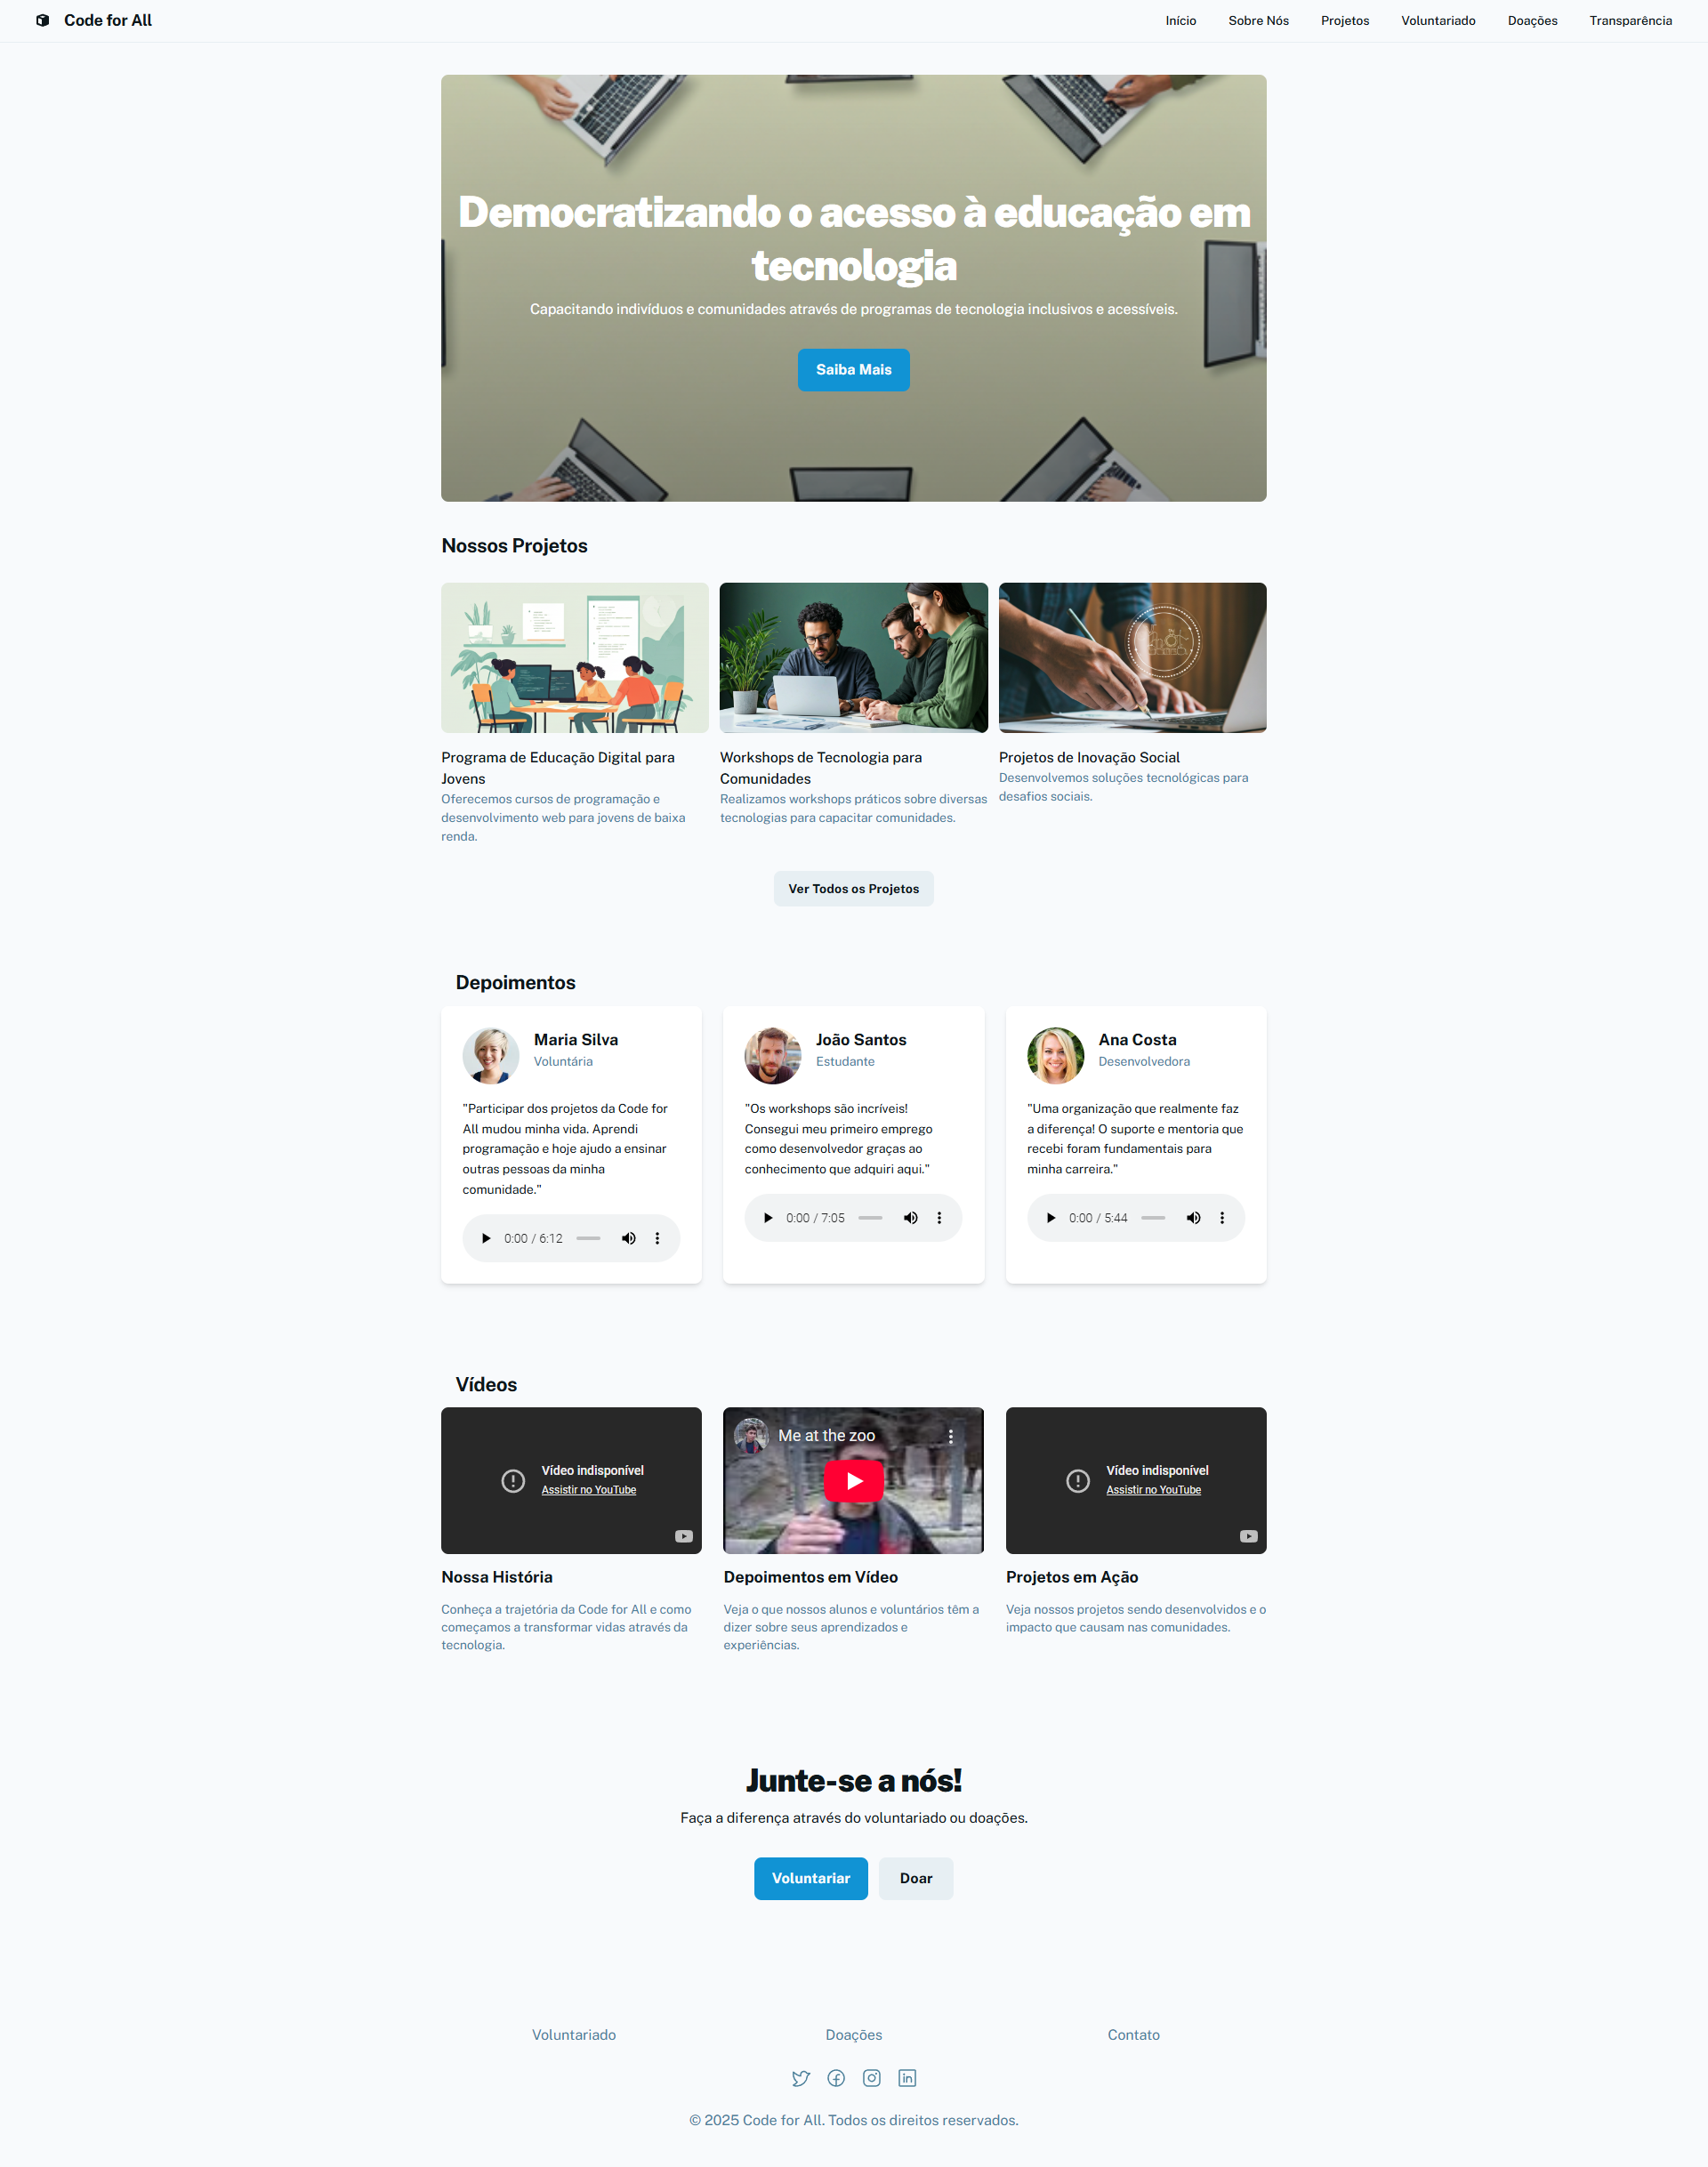 Code for All
Início
Sobre Nós
Projetos
Voluntariado
Doações
Transparência
Democratizando o acesso à educação em
tecnologia
Capacitando indivíduos e comunidades através de programas de tecnologia inclusivos e acessíveis.
Saiba Mais
Nossos Projetos
Programa de Educação Digital para
Jovens
Oferecemos cursos de programação e
desenvolvimento web para jovens de baixa
renda.
Workshops de Tecnologia para
Comunidades
Realizamos workshops práticos sobre diversas
tecnologias para capacitar comunidades.
Projetos de Inovação Social
Desenvolvemos soluções tecnológicas para
desafios sociais.
Ver Todos os Projetos
Depoimentos
Maria Silva
Voluntária
"Participar dos projetos da Code for
All mudou minha vida. Aprendi
programação e hoje ajudo a ensinar
outras pessoas da minha
comunidade."
0:00 / 6:12
João Santos
Estudante
"Os workshops são incríveis!
Consegui meu primeiro emprego
como desenvolvedor graças ao
conhecimento que adquiri aqui."
0:00 / 7:05
Ana Costa
Desenvolvedora
"Uma organização que realmente faz
a diferença! O suporte e mentoria que
recebi foram fundamentais para
minha carreira."
0:00 / 5:44
Vídeos
Vídeo indisponível
Assistir no YouTube
Nossa História
Conheça a trajetória da Code for All e como
começamos a transformar vidas através da
tecnologia.
Me at the zoo
Depoimentos em Vídeo
Veja o que nossos alunos e voluntários têm a
dizer sobre seus aprendizados e
experiências.
Vídeo indisponível
Assistir no YouTube
Projetos em Ação
Veja nossos projetos sendo desenvolvidos e o
impacto que causam nas comunidades.
Junte-se a nós!
Faça a diferença através do voluntariado ou doações.
Voluntariar
Doar
Voluntariado
Doações
Contato
© 2025 Code for All. Todos os direitos reservados.